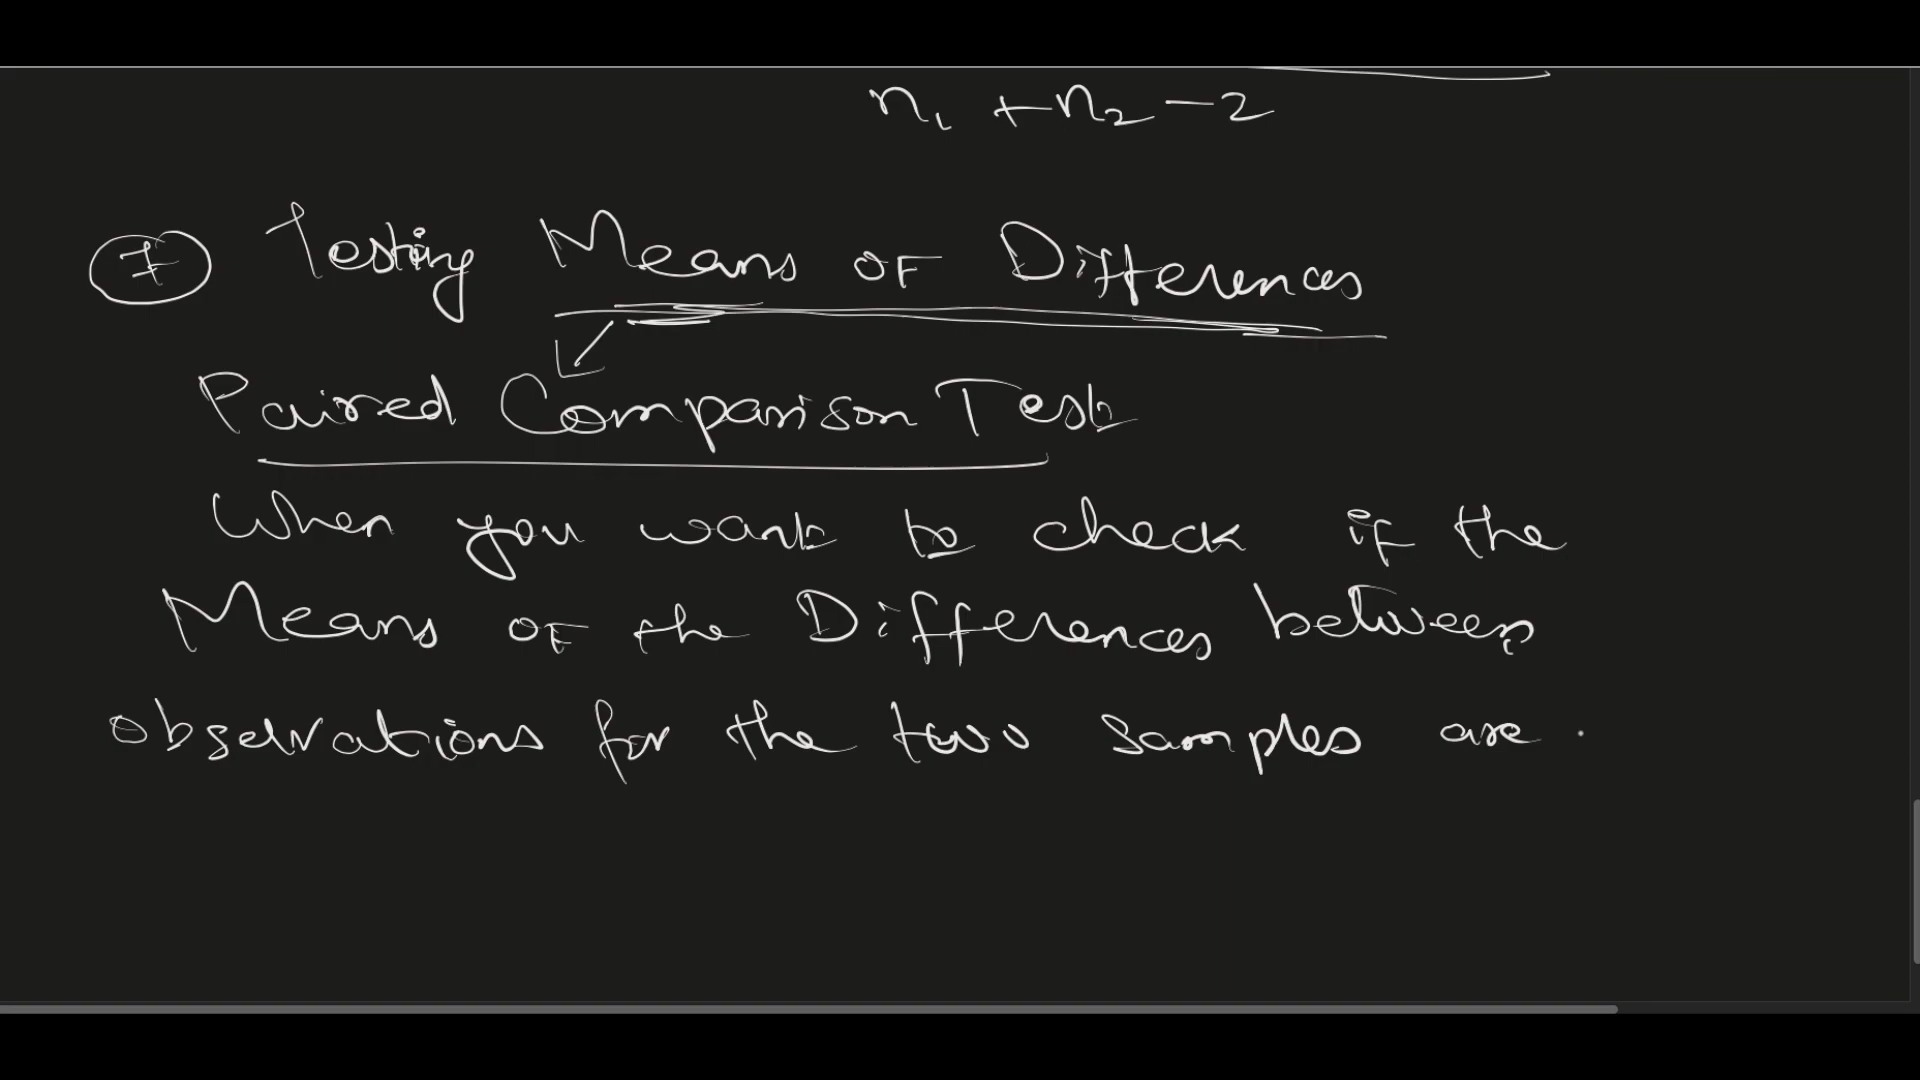 n₁ + n₂ - 2
7 Testing Means of Differences
Paired Comparison Test
When you want to check if the
Means of the Differences between
observations for the two samples are .